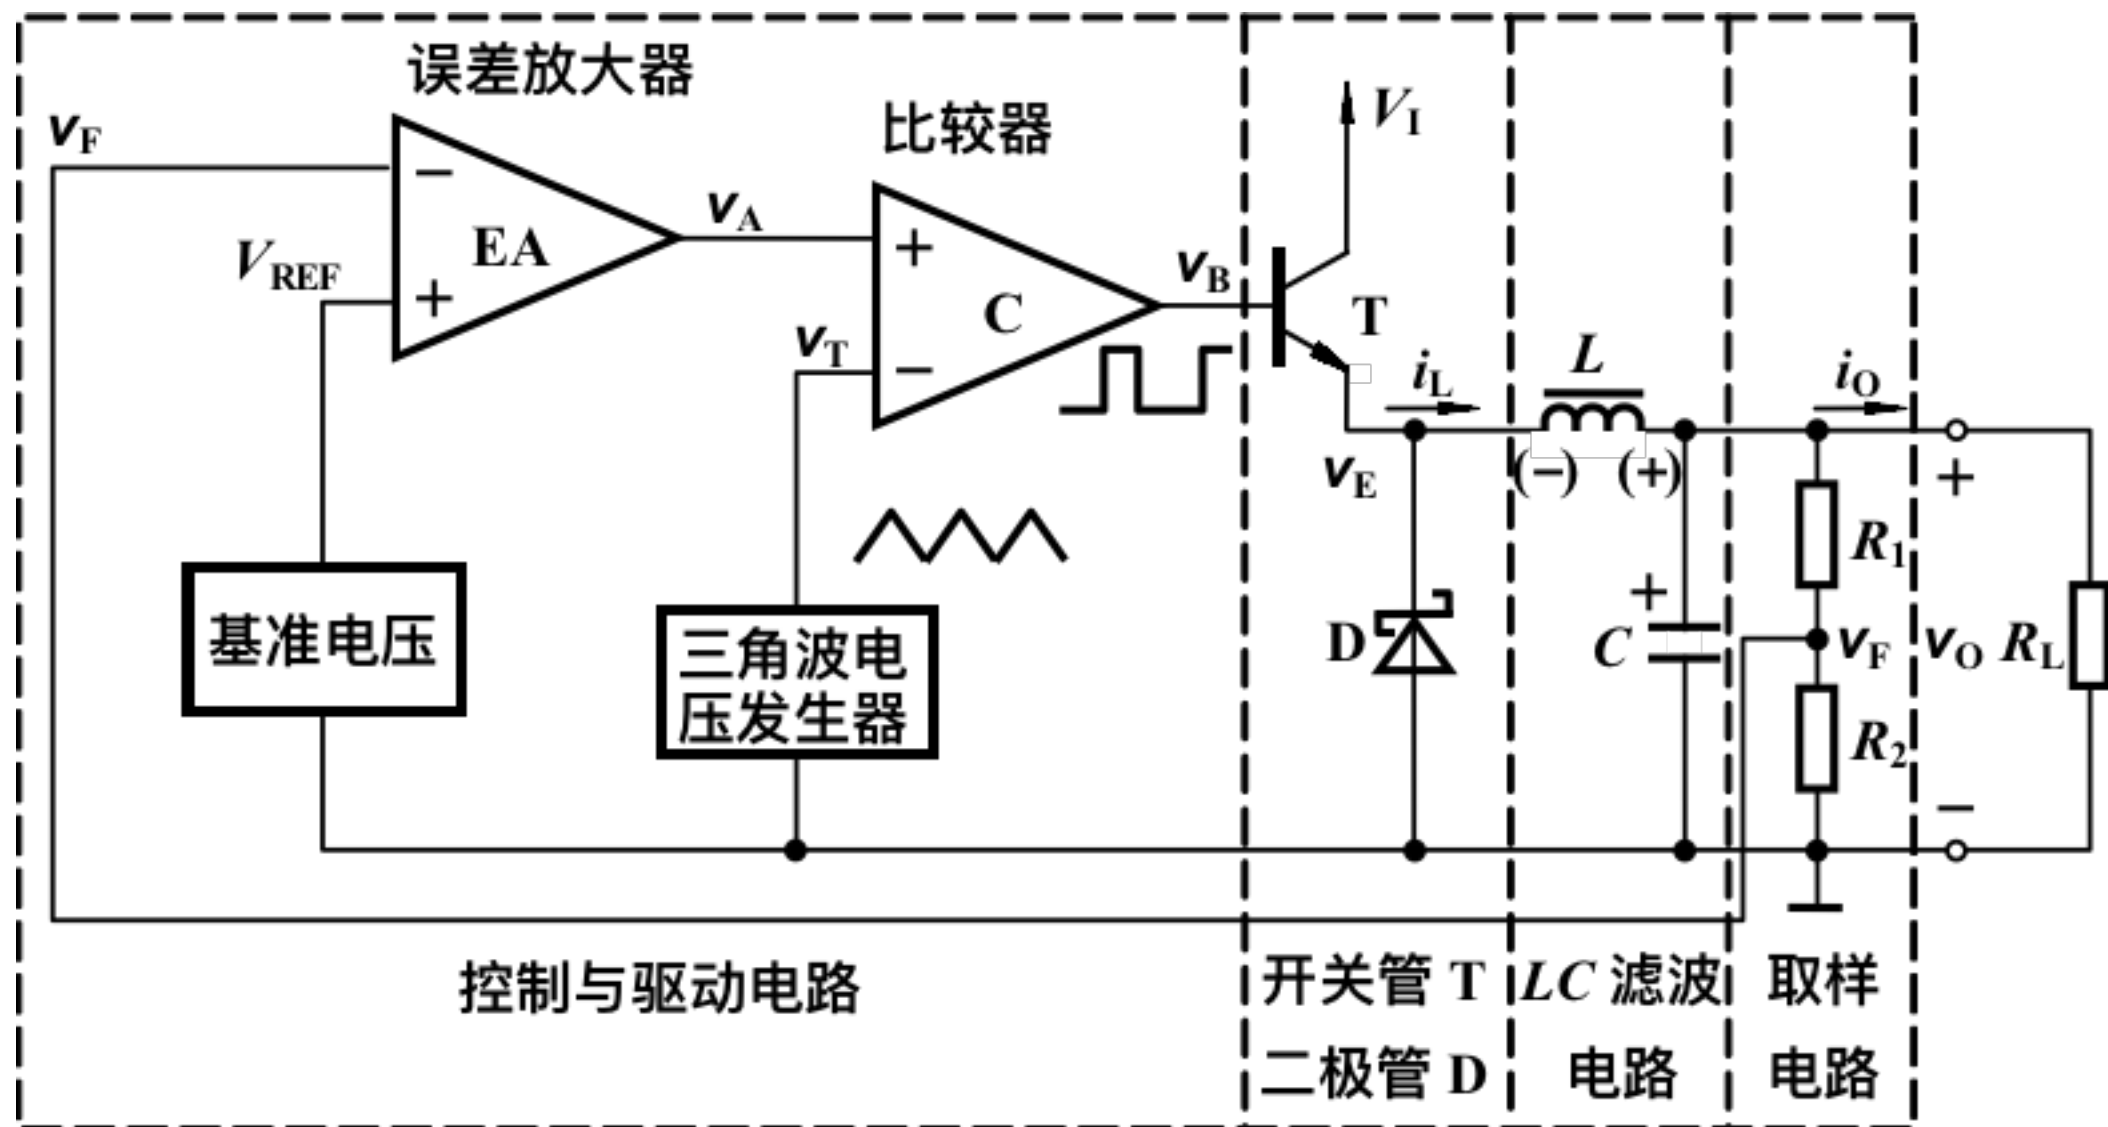 误差放大器
比较器
vF
VREF
EA
−
+
vA
vT
C
+
−
vB
VI
T
iL
L
iO
vE
(−)
(+)
+
D
+
C
R1
vF
vO
RL
R2
−
基准电压
三角波电
压发生器
控制与驱动电路
开关管 T
二极管 D
LC 滤波
电路
取样
电路